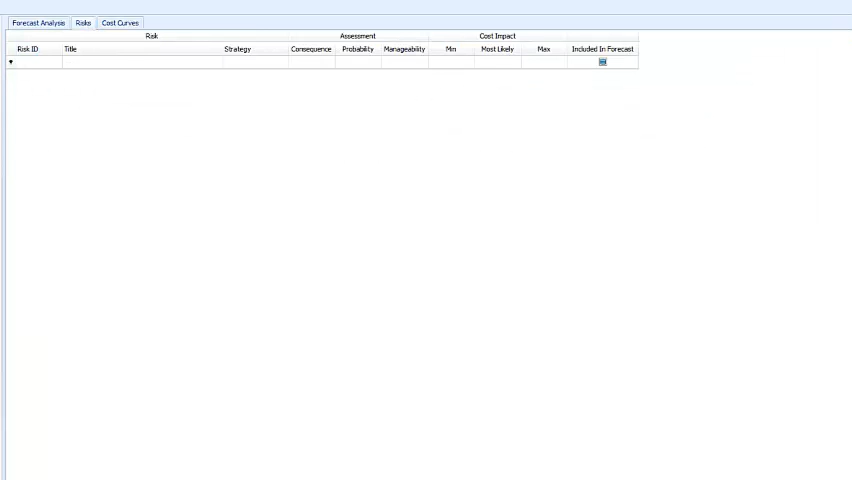 Forecast Analysis Risks Cost Curves
Risk Assessment Cost Impact
Risk ID Title Strategy Consequence Probability Manageability Min Most Likely Max Included In Forecast